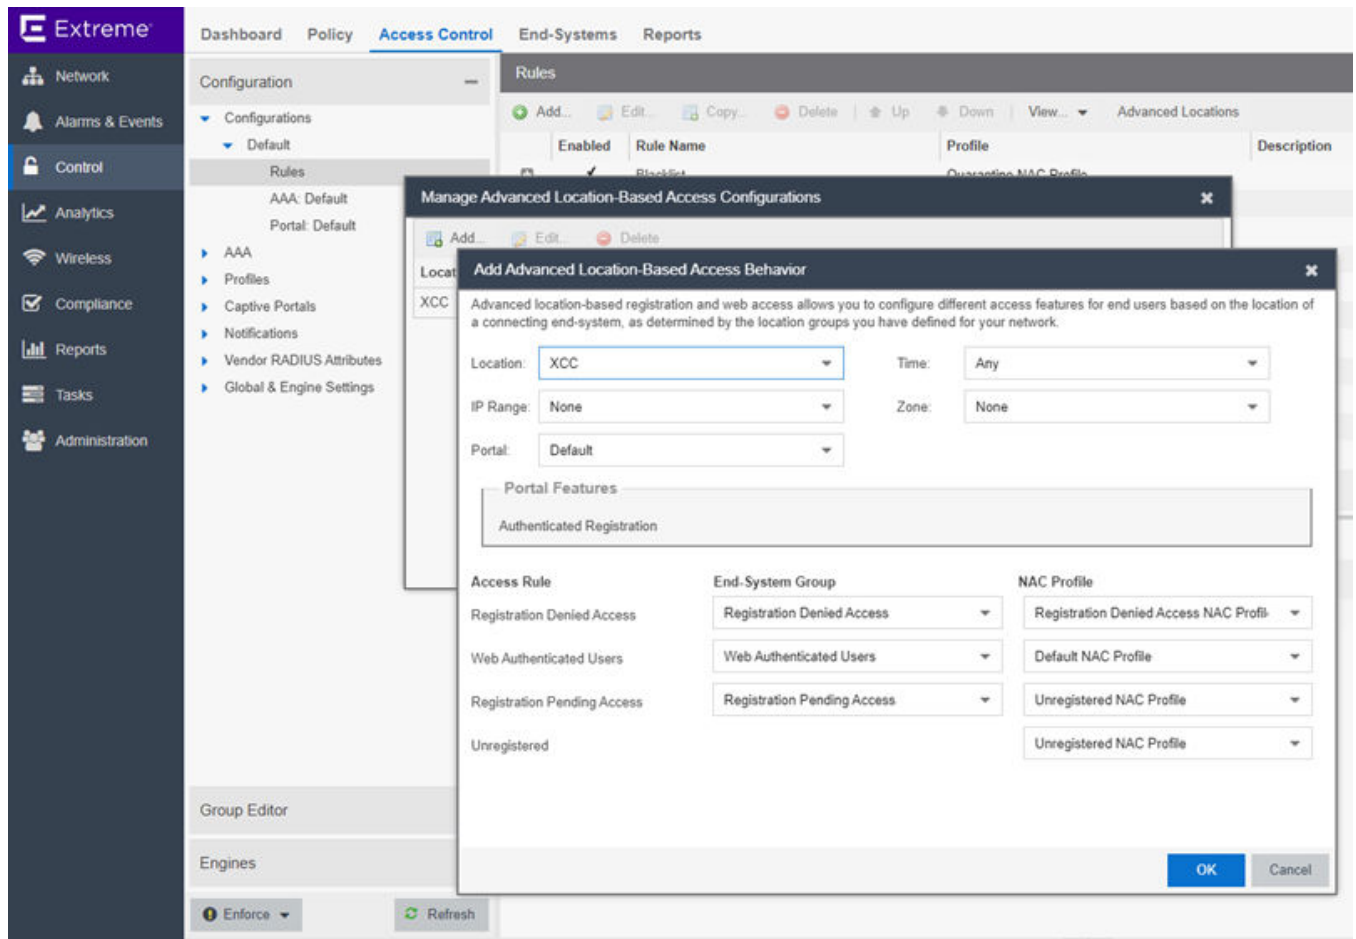 Extreme
Dashboard Policy Access Control End-Systems Reports
Network
Alarms & Events
Control
Analytics
Wireless
Compliance
Reports
Tasks
Administration
Configuration
Configurations
Default
Rules
AAA: Default
Portal: Default
AAA
Profiles
Captive Portals
Notifications
Vendor RADIUS Attributes
Global & Engine Settings
Group Editor
Engines
Enforce Refresh
Rules
Add... Edit... Copy... Delete Up Down View... Advanced Locations
Enabled Rule Name Profile Description
Blacklist Quarantine NAC Profile
Manage Advanced Location-Based Access Configurations
Add... Edit... Delete
Locat
XCC
Add Advanced Location-Based Access Behavior
Advanced location-based registration and web access allows you to configure different access features for end users based on the location of
a connecting end-system, as determined by the location groups you have defined for your network.
Location: XCC Time: Any
IP Range: None Zone: None
Portal: Default
Portal Features
Authenticated Registration
Access Rule End-System Group NAC Profile
Registration Denied Access Registration Denied Access Registration Denied Access NAC Profil
Web Authenticated Users Web Authenticated Users Default NAC Profile
Registration Pending Access Registration Pending Access Unregistered NAC Profile
Unregistered Unregistered NAC Profile
OK Cancel